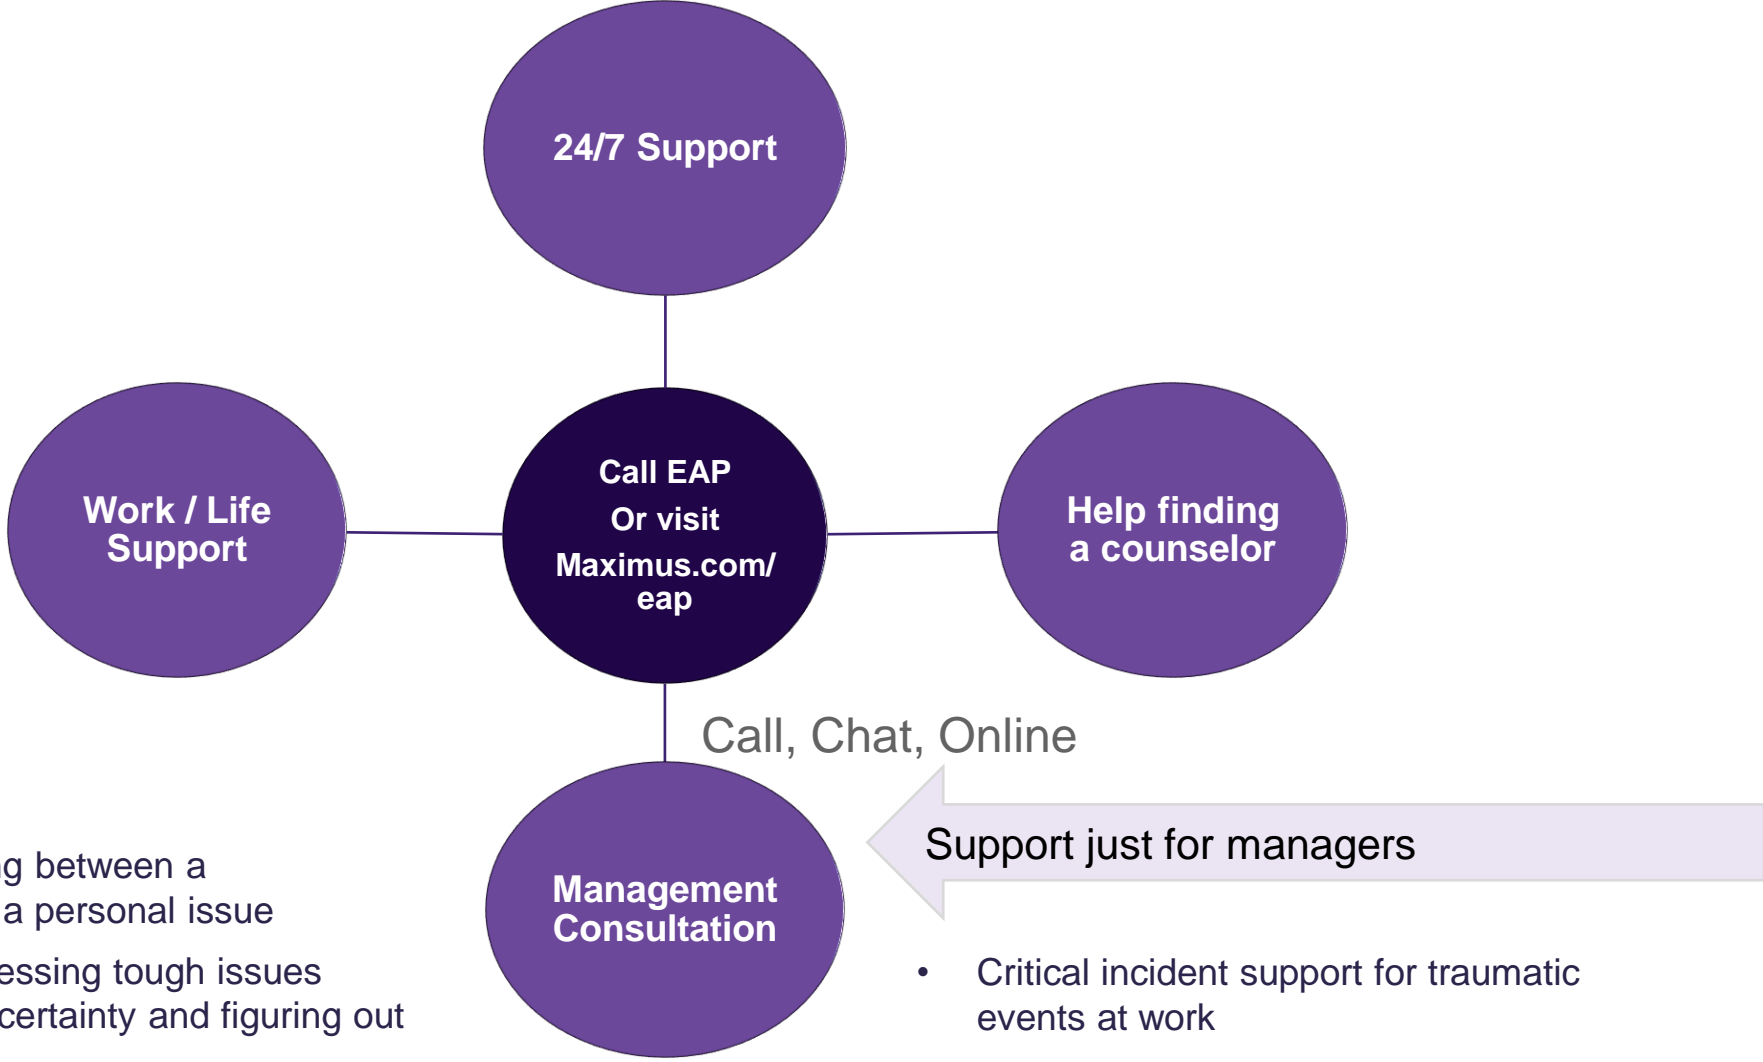 24/7 Support
Work / Life
Support
Call EAP
Or visit
Maximus.com/
eap
Help finding
a counselor
Call, Chat, Online
Support just for managers
Management
Consultation
between a
a personal issue
tough issues
and figuring out
• Critical incident support for traumatic
events at work